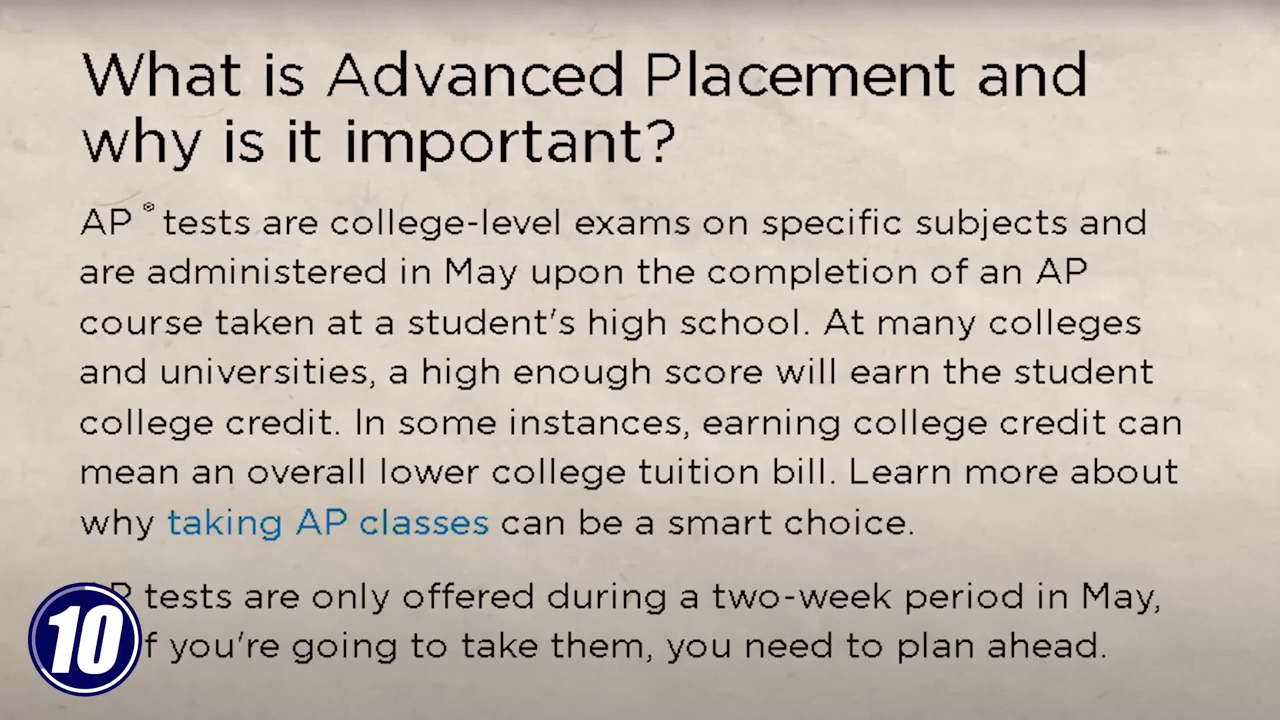 What is Advanced Placement and
why is it important?
AP® tests are college-level exams on specific subjects and
are administered in May upon the completion of an AP
course taken at a student's high school. At many colleges
and universities, a high enough score will earn the student
college credit. In some instances, earning college credit can
mean an overall lower college tuition bill. Learn more about
why taking AP classes can be a smart choice.
tests are only offered during a two-week period in May,
you're going to take them, you need to plan ahead.
10